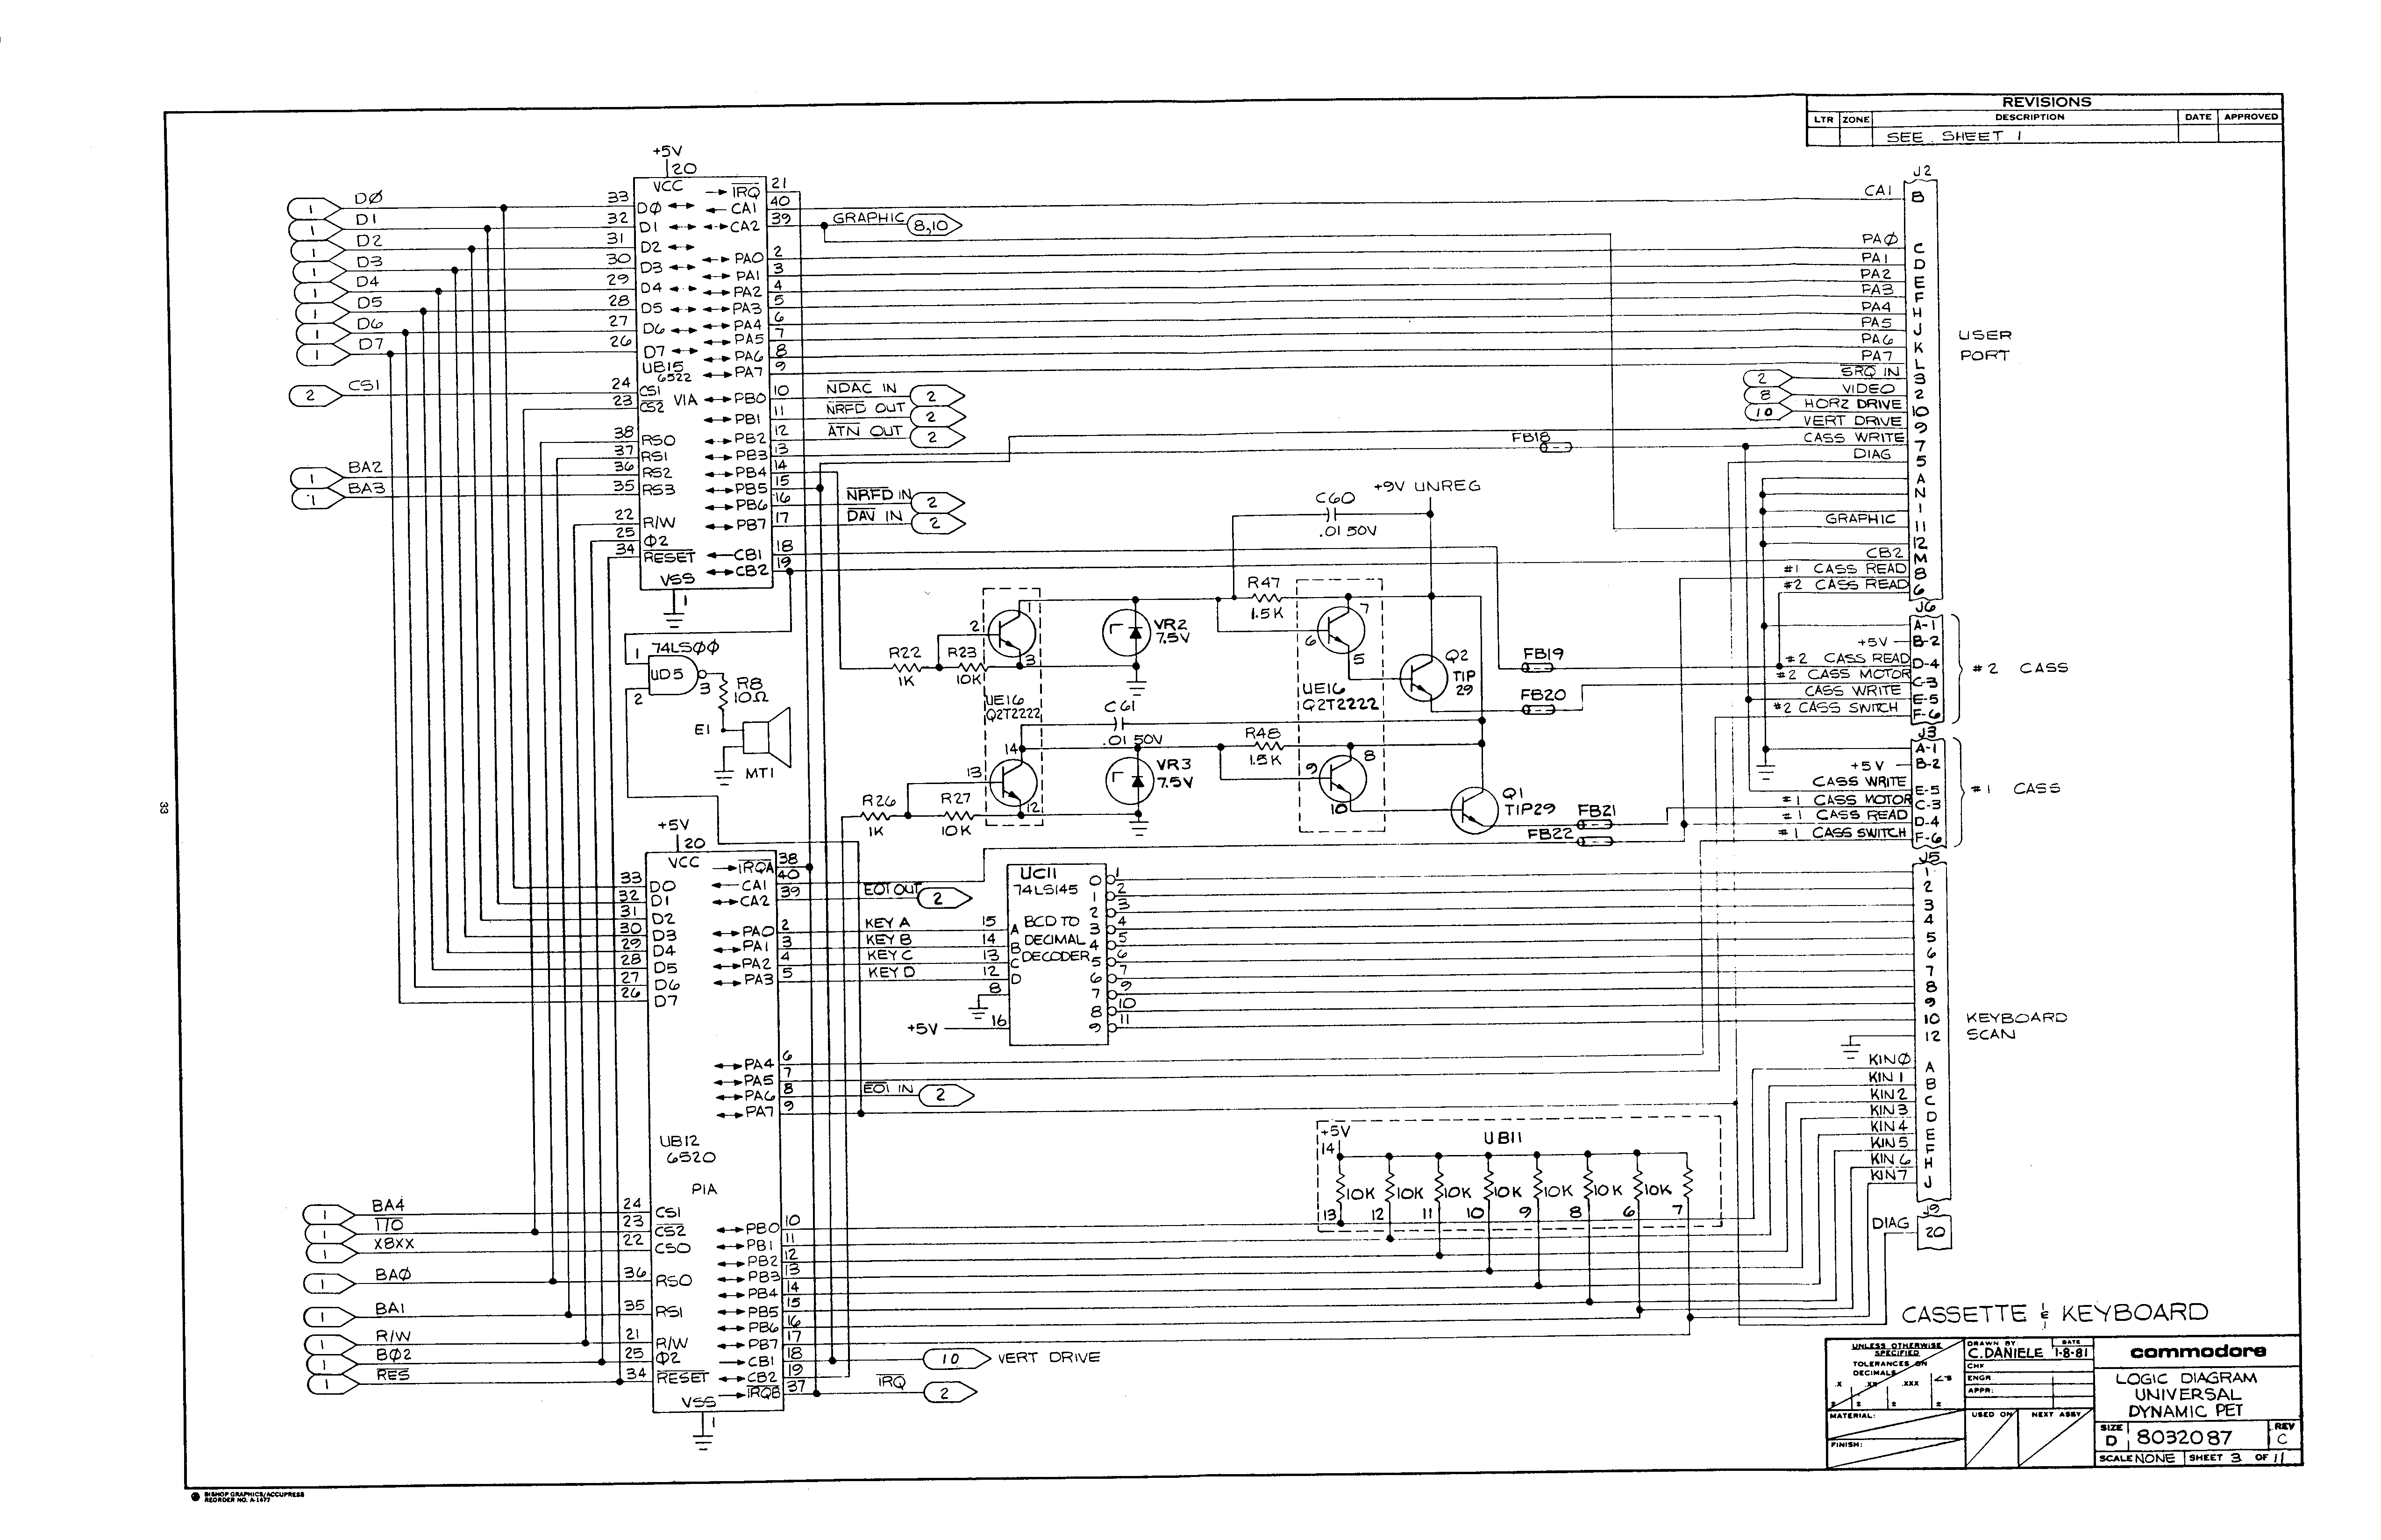 REVISIONS
LTR ZONE DESCRIPTION DATE APPROVED
SEE SHEET 1
+5V
20
VCC
DØ 33 DØ
D1 32 D1
D2 31 D2
D3 30 D3
D4 29 D4
D5 28 D5
D6 27 D6
D7 26 D7
1
1
1
1
1
1
1
1
UB15
6522
VIA
2 CS1 24 CS1
23 CS2
38 RS0
37 RS1
1 BA2 36 RS2
1 BA3 35 RS3
22 R/W
25 Φ2
34 RESET
VSS
1
IRQ 21
CA1 40
CA2 39
GRAPHIC 8,10
PA0 2
PA1 3
PA2 4
PA3 5
PA4 6
PA5 7
PA6 8
PA7 9
PB0 10 NDAC IN 2
PB1 11 NRFD OUT 2
PB2 12 ATN OUT 2
PB3 13
PB4 14
PB5 15
PB6 16 NRFD IN 2
PB7 17 DAV IN 2
CB1 18
CB2 19
J2
CA1 B
PAØ C
PA1 D
PA2 E
PA3 F
PA4 H
PA5 J
PA6 K
PA7 L
2 SRQ IN 3
8 VIDEO 2
10 HORZ DRIVE 10
VERT DRIVE 9
FB18 CASS WRITE 7
DIAG 5
A
N
1
GRAPHIC 11
12
CB2 M
#1 CASS READ 8
#2 CASS READ 6
USER
PORT
J6
A-1
+5V B-2
#2 CASS READ D-4
#2 CASS MOTOR C-3
CASS WRITE E-5
#2 CASS SWITCH F-6
#2 CASS
J3
A-1
+5V B-2
CASS WRITE E-5
#1 CASS MOTOR C-3
#1 CASS READ D-4
#1 CASS SWITCH F-6
#1 CASS
C60
.01 50V
+9V UNREG
R47
1.5K
VR2
7.5V
R22
1K
R23
10K
2
1
3
UE16
Q2T2222
UE16
Q2T2222
7
6
5
Q2
TIP
29
FB19
FB20
C61
.01 50V
R48
1.5K
VR3
7.5V
R26
1K
R27
10K
14
13
12
8
9
10
Q1
TIP29
FB21
FB22
74LSØØ
1
2
UD5
3
R8
10Ω
E1
MT1
+5V
20
VCC
33 D0
32 D1
31 D2
30 D3
29 D4
28 D5
27 D6
26 D7
UB12
6520
PIA
1 BA4 24 CS1
1 I/O 23 CS2
1 X8XX 22 CS0
1 BAØ 36 RS0
1 BA1 35 RS1
1 R/W 21 R/W
1 BΦ2 25 Φ2
1 RES 34 RESET
VSS
1
IRQA 38
CA1 40
CA2 39 EOI OUT 2
PA0 2 KEY A 15 A
PA1 3 KEY B 14 B
PA2 4 KEY C 13 C
PA3 5 KEY D 12 D
8
+5V 16
PA4 6
PA5 7
PA6 8 EOI IN 2
PA7 9
PB0 10
PB1 11
PB2 12
PB3 13
PB4 14
PB5 15
PB6 16
PB7 17
CB1 18 10 VERT DRIVE
CB2 19
IRQB 37 IRQ 2
UC11
74LS145
BCD TO
DECIMAL
DECODER
0 1
1 2
2 3
3 4
4 5
5 6
6 7
7 9
8 10
9 11
J5
1
2
3
4
5
6
7
8
9
10
12
KEYBOARD
SCAN
KINØ A
KIN 1 B
KIN 2 C
KIN 3 D
KIN 4 E
KIN 5 F
KIN 6 H
KIN 7 J
J9
DIAG 20
+5V
14
UB11
10K 10K 10K 10K 10K 10K 10K
13 12 11 10 9 8 6 7
CASSETTE & KEYBOARD
UNLESS OTHERWISE
SPECIFIED
TOLERANCES ON
DECIMALS
.X .XX .XXX
± ± ± ±
MATERIAL:
FINISH:
DRAWN BY DATE
C.DANIELE 1-8-81
CHK
ENGR
APPR:
USED ON NEXT ASSY
commodore
LOGIC DIAGRAM
UNIVERSAL
DYNAMIC PET
SIZE
D 8032087
REV
C
SCALE NONE SHEET 3 OF 11
33
BISHOP GRAPHICS/ACCUPRESS
REORDER NO. A-1677